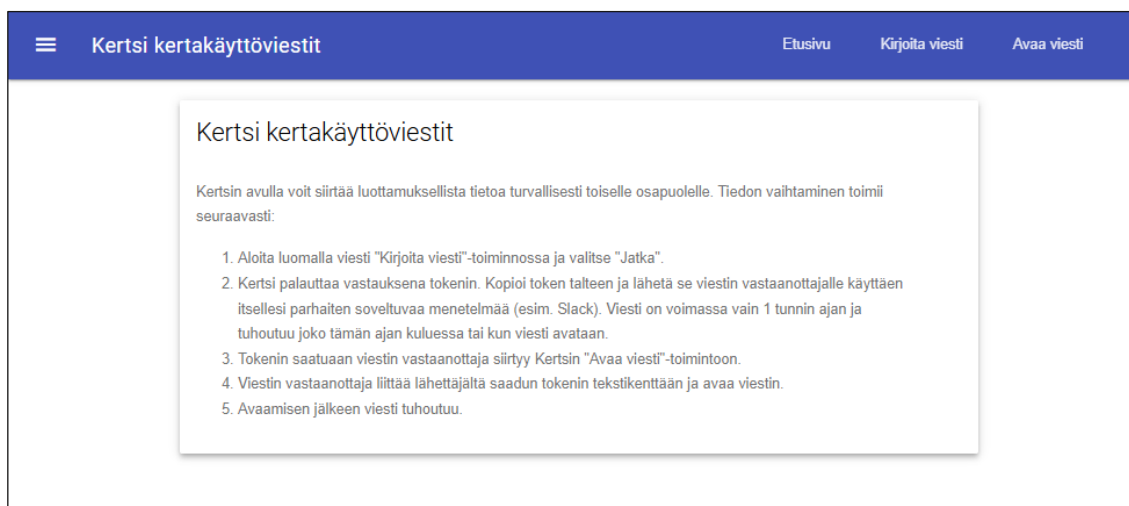 Kertsi kertakäyttöviestit
Etusivu
Kirjoita viesti
Avaa viesti
Kertsi kertakäyttöviestit
Kertsin avulla voit siirtää luottamuksellista tietoa turvallisesti toiselle osapuolelle. Tiedon vaihtaminen toimii
seuraavasti:
1. Aloita luomalla viesti "Kirjoita viesti"-toiminnossa ja valitse "Jatka".
2. Kertsi palauttaa vastauksena tokenin. Kopioi token talteen ja lähetä se viestin vastaanottajalle käyttäen
itsellesi parhaiten soveltuvaa menetelmää (esim. Slack). Viesti on voimassa vain 1 tunnin ajan ja
tuhoutuu joko tämän ajan kuluessa tai kun viesti avataan.
3. Tokenin saatuaan viestin vastaanottaja siirtyy Kertsin "Avaa viesti"-toimintoon.
4. Viestin vastaanottaja liittää lähettäjältä saadun tokenin tekstikenttään ja avaa viestin.
5. Avaamisen jälkeen viesti tuhoutuu.